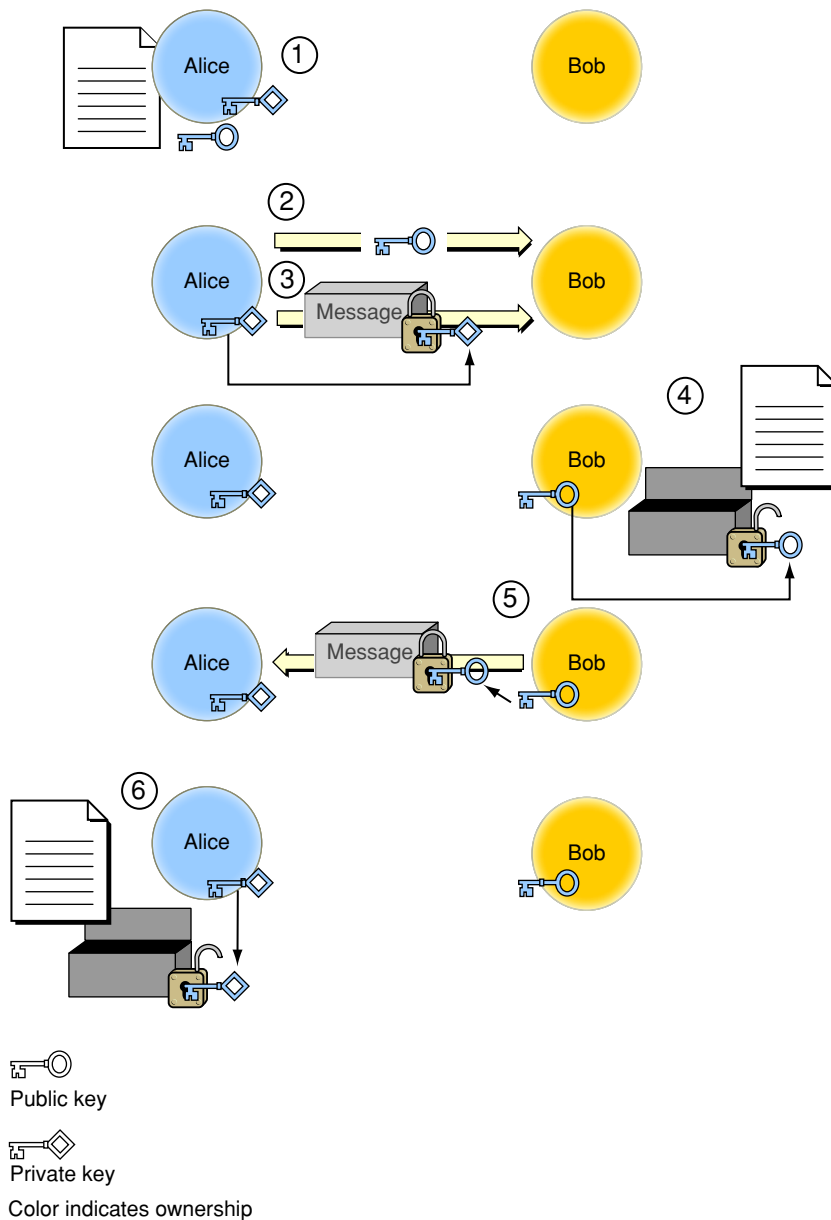 Alice
1
Bob
2
Alice
Bob
3
Message
4
Alice
Bob
5
Alice
Message
Bob
6
Alice
Bob
Public key
Private key
Color indicates ownership